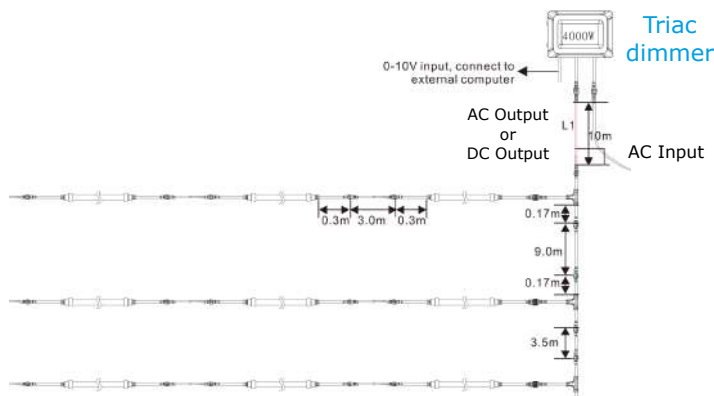 4000W
Triac
dimmer
0-10V input, connect to
external computer
AC Output
or
DC Output
L1
10m
AC Input
0.3m
3.0m
0.3m
0.17m
9.0m
0.17m
3.5m